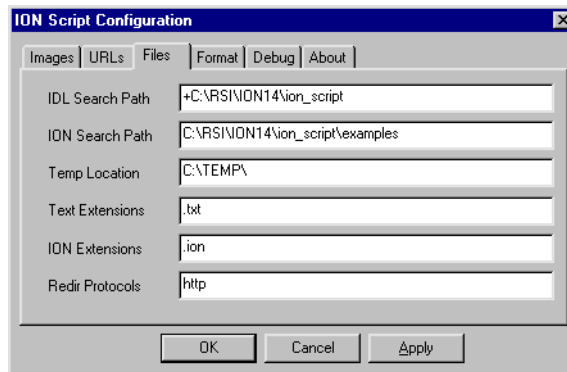 ION Script Configuration
Images URLs Files Format Debug About
IDL Search Path +C:\RSI\ION14\ion_script
ION Search Path C:\RSI\ION14\ion_script\examples
Temp Location C:\TEMP\
Text Extensions .txt
ION Extensions .ion
Redir Protocols http
OK Cancel Apply